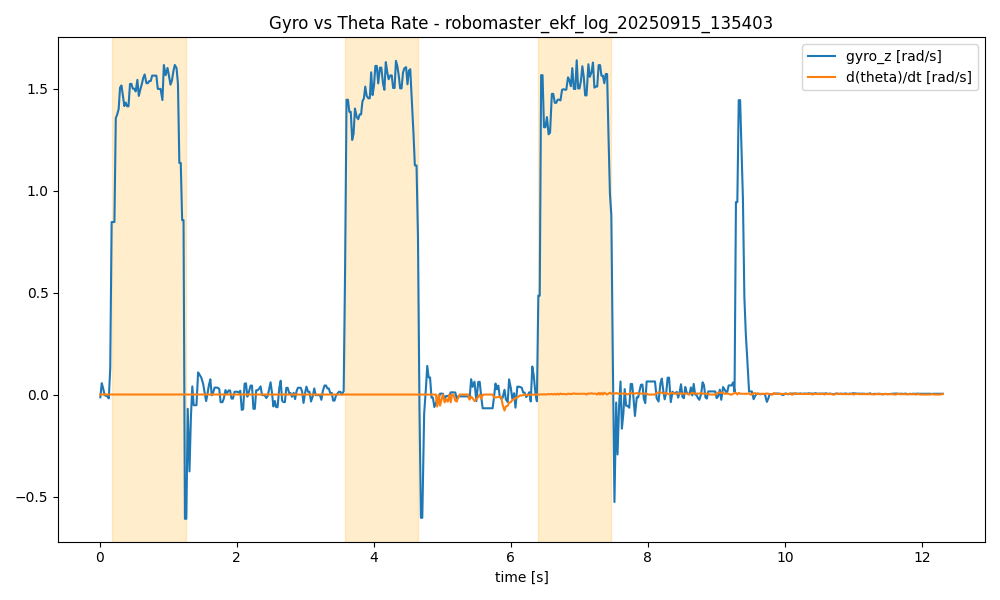 Gyro vs Theta Rate - robomaster_ekf_log_20250915_135403
gyro_z [rad/s]
d(theta)/dt [rad/s]
1.5
1.0
0.5
0.0
−0.5
0 2 4 6 8 10 12
time [s]